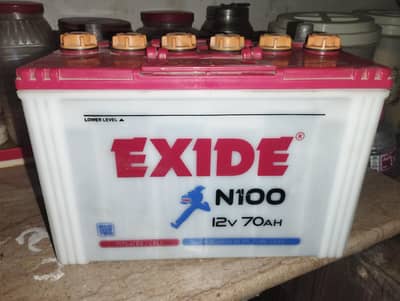 LOWER LEVEL ▲
EXIDE®
N100
12V 70AH